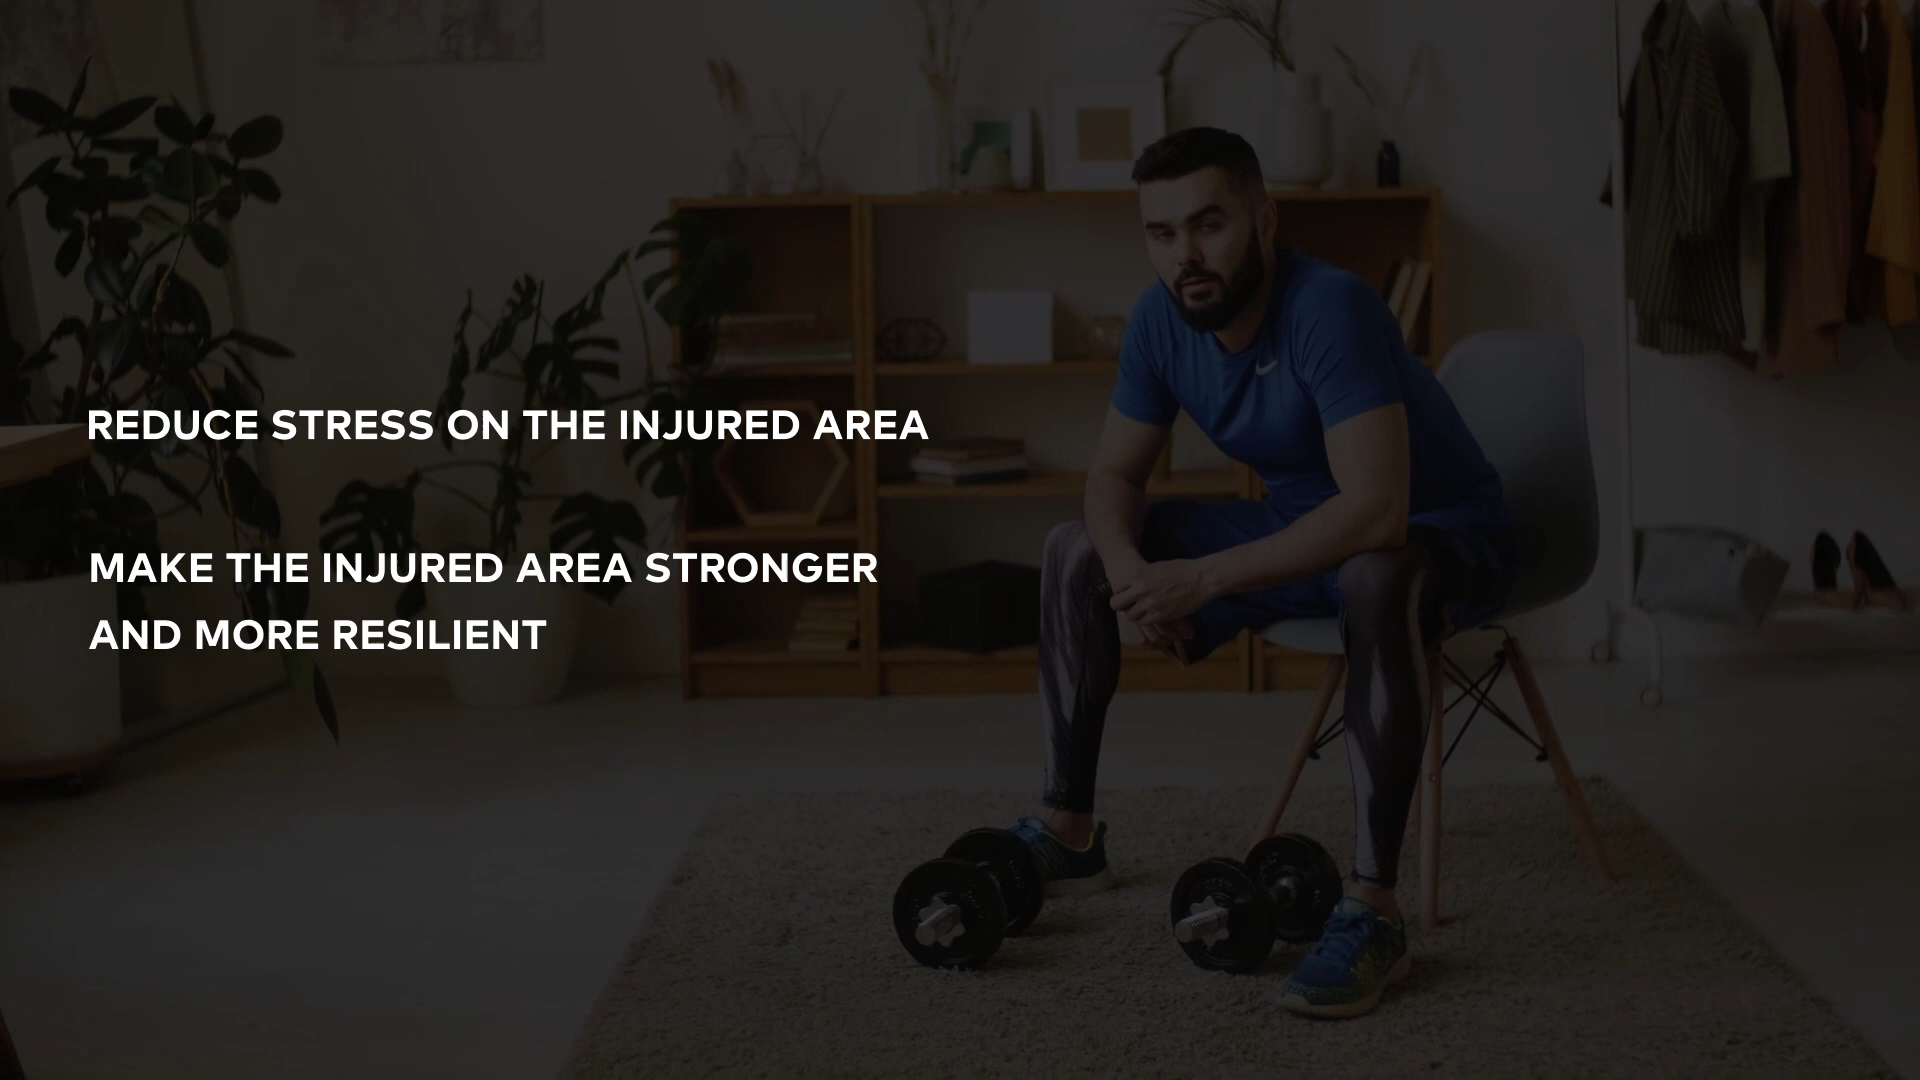 REDUCE STRESS ON THE INJURED AREA
MAKE THE INJURED AREA STRONGER
AND MORE RESILIENT